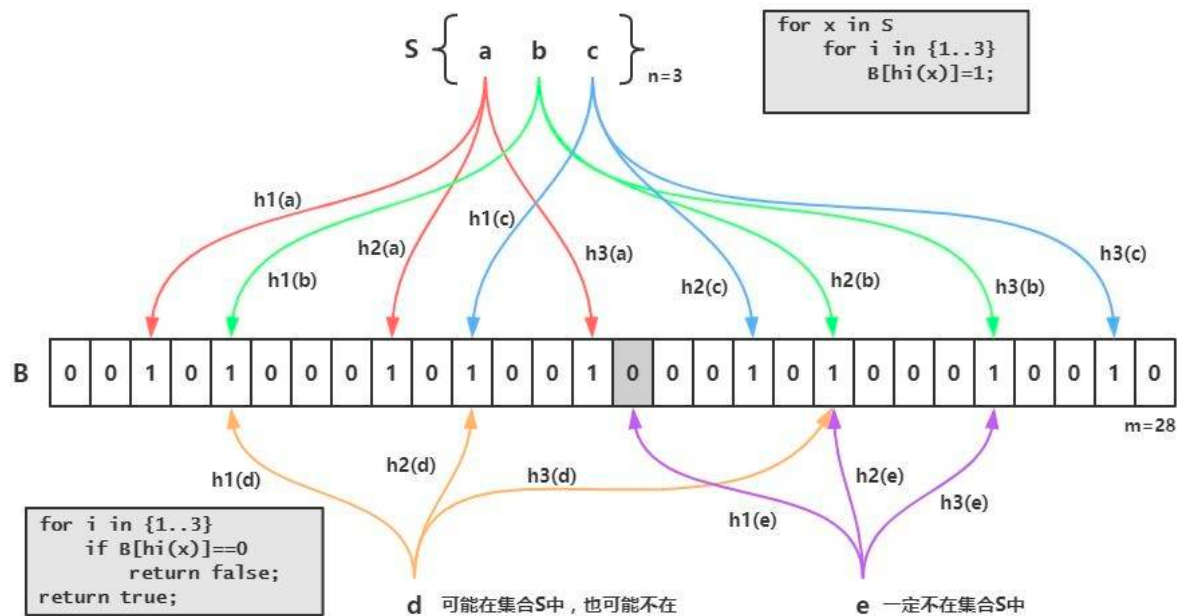 S { a b c } n=3
for x in S
for i in {1..3}
B[hi(x)]=1;
h1(a)
h2(a)
h3(a)
h1(b)
h2(b)
h3(b)
h1(c)
h2(c)
h3(c)
B 0 0 1 0 1 0 0 0 1 0 1 0 0 1 0 0 0 1 0 1 0 0 0 1 0 0 1 0
m=28
h1(d)
h2(d)
h3(d)
h1(e)
h2(e)
h3(e)
for i in {1..3}
if B[hi(x)]==0
return false;
return true;
d 可能在集合S中，也可能不在
e 一定不在集合S中